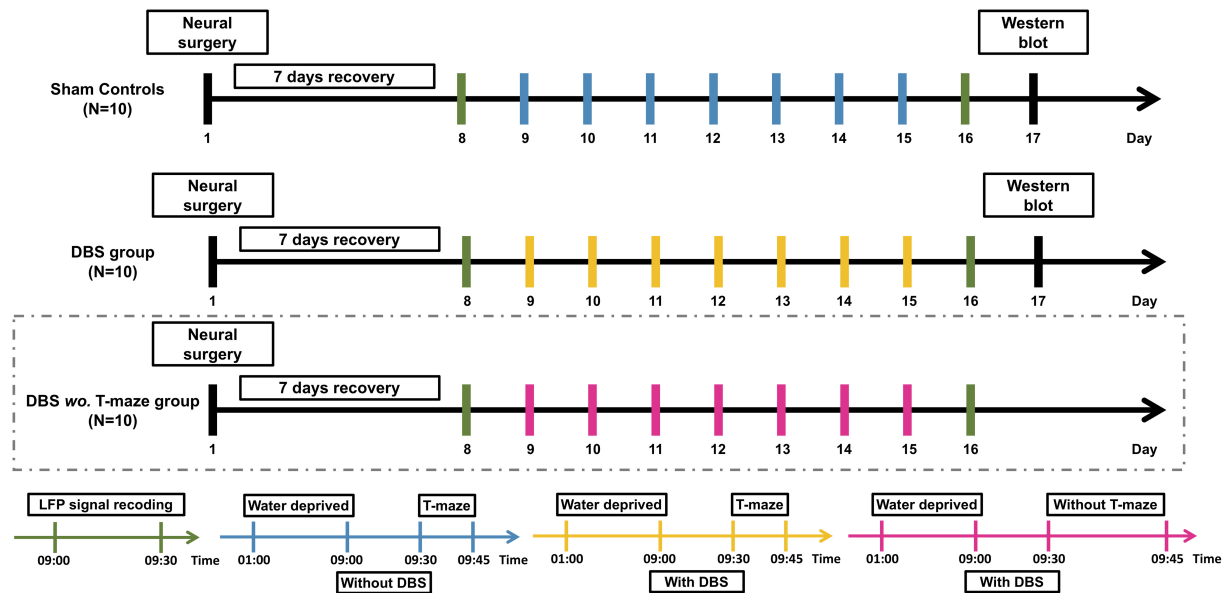 Neural
surgery
Western
blot
7 days recovery
Sham Controls
(N=10)
1 8 9 10 11 12 13 14 15 16 17 Day
Neural
surgery
Western
blot
7 days recovery
DBS group
(N=10)
1 8 9 10 11 12 13 14 15 16 17 Day
Neural
surgery
7 days recovery
DBS wo. T-maze group
(N=10)
1 8 9 10 11 12 13 14 15 16 Day
LFP signal recoding
09:00 09:30 Time
Water deprived T-maze
01:00 09:00 09:30 09:45 Time
Without DBS
Water deprived T-maze
01:00 09:00 09:30 09:45 Time
With DBS
Water deprived Without T-maze
01:00 09:00 09:30 09:45 Time
With DBS